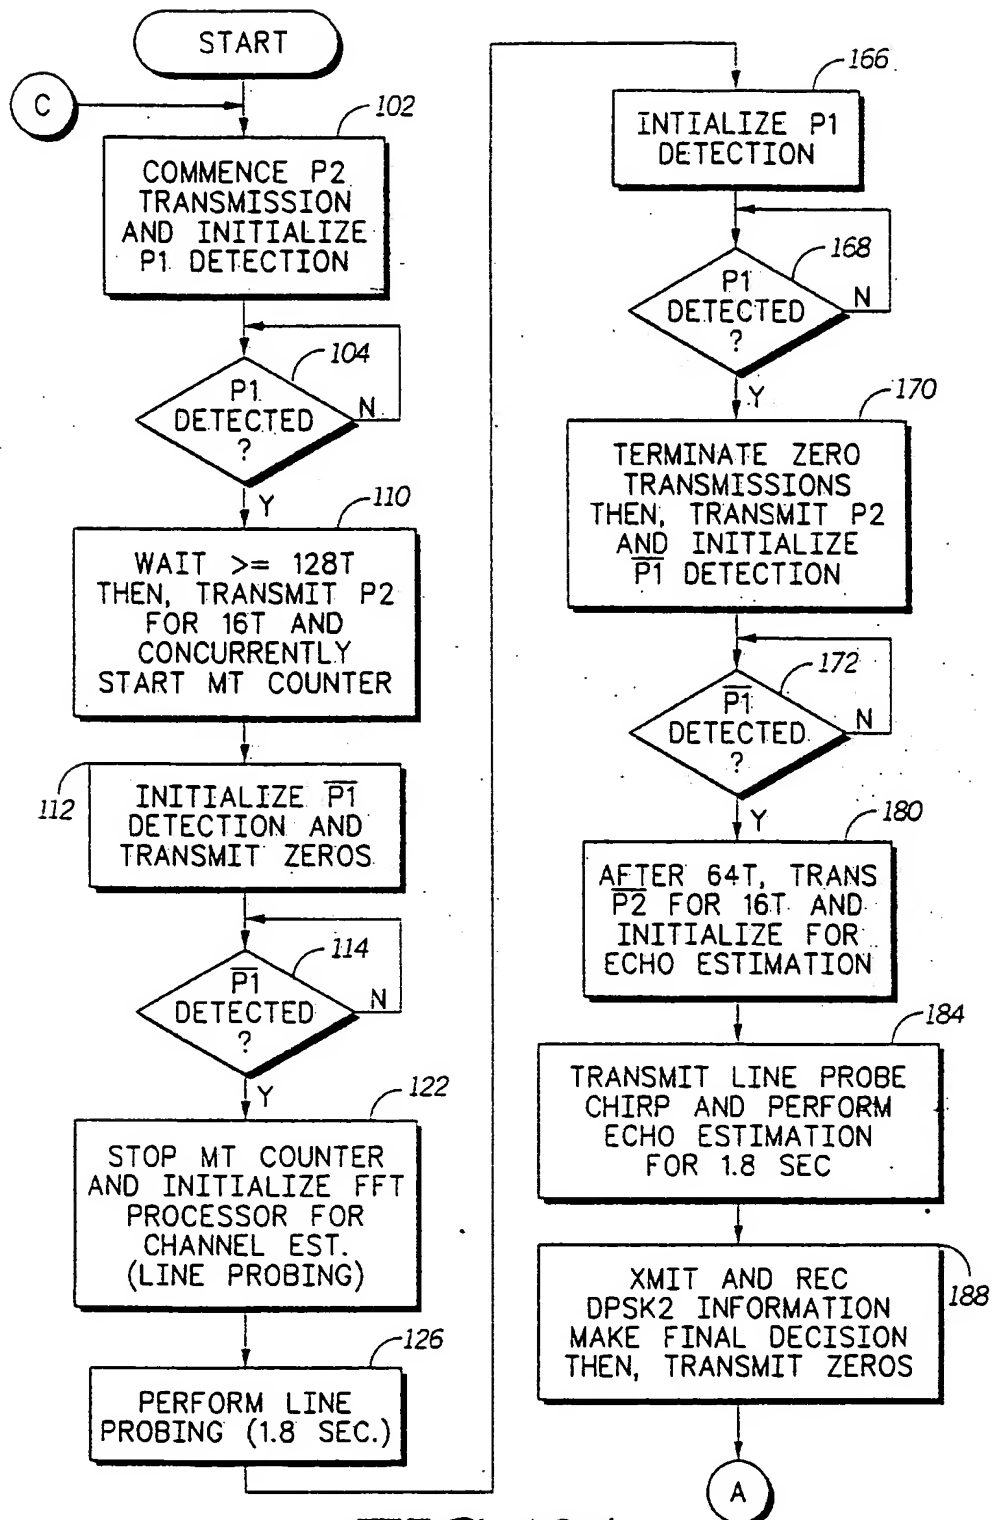 START
C
102
COMMENCE P2
TRANSMISSION
AND INITIALIZE
P1 DETECTION
104
P1
DETECTED
?
N
Y
110
WAIT >= 128T
THEN, TRANSMIT P2
FOR 16T AND
CONCURRENTLY
START MT COUNTER
112
INITIALIZE P̅1̅
DETECTION AND
TRANSMIT ZEROS
114
P̅1̅
DETECTED
?
N
Y
122
STOP MT COUNTER
AND INITIALIZE FFT
PROCESSOR FOR
CHANNEL EST.
(LINE PROBING)
126
PERFORM LINE
PROBING (1.8 SEC.)
166
INTIALIZE P1
DETECTION
168
P1
DETECTED
?
N
Y
170
TERMINATE ZERO
TRANSMISSIONS
THEN, TRANSMIT P2
AND INITIALIZE
P̅1̅ DETECTION
172
P̅1̅
DETECTED
?
N
Y
180
AFTER 64T, TRANS
P̅2̅ FOR 16T AND
INITIALIZE FOR
ECHO ESTIMATION
184
TRANSMIT LINE PROBE
CHIRP AND PERFORM
ECHO ESTIMATION
FOR 1.8 SEC
188
XMIT AND REC
DPSK2 INFORMATION
MAKE FINAL DECISION
THEN, TRANSMIT ZEROS
A